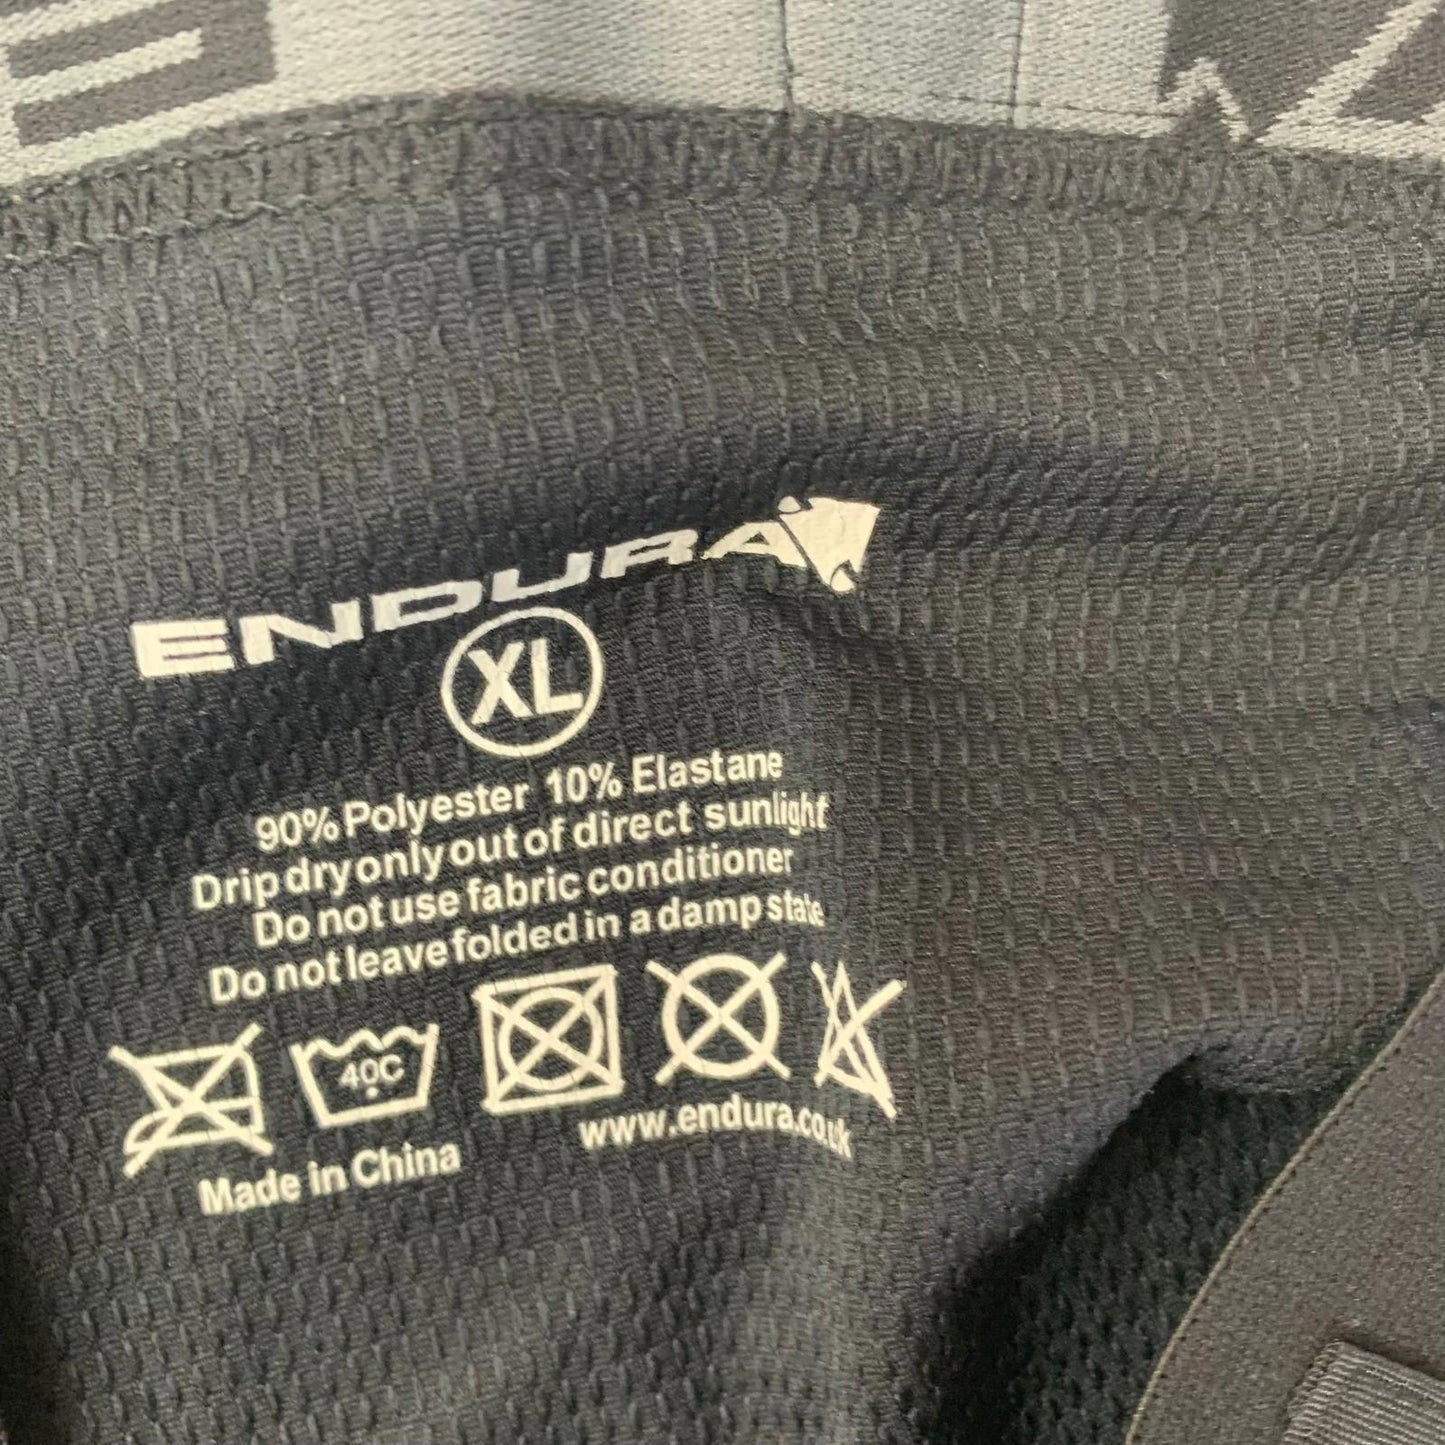 ENDURA
XL
90% Polyester 10% Elastane
Drip dry only out of direct sunlight
Do not use fabric conditioner
Do not leave folded in a damp state
40C
www.endura.co.uk
Made in China